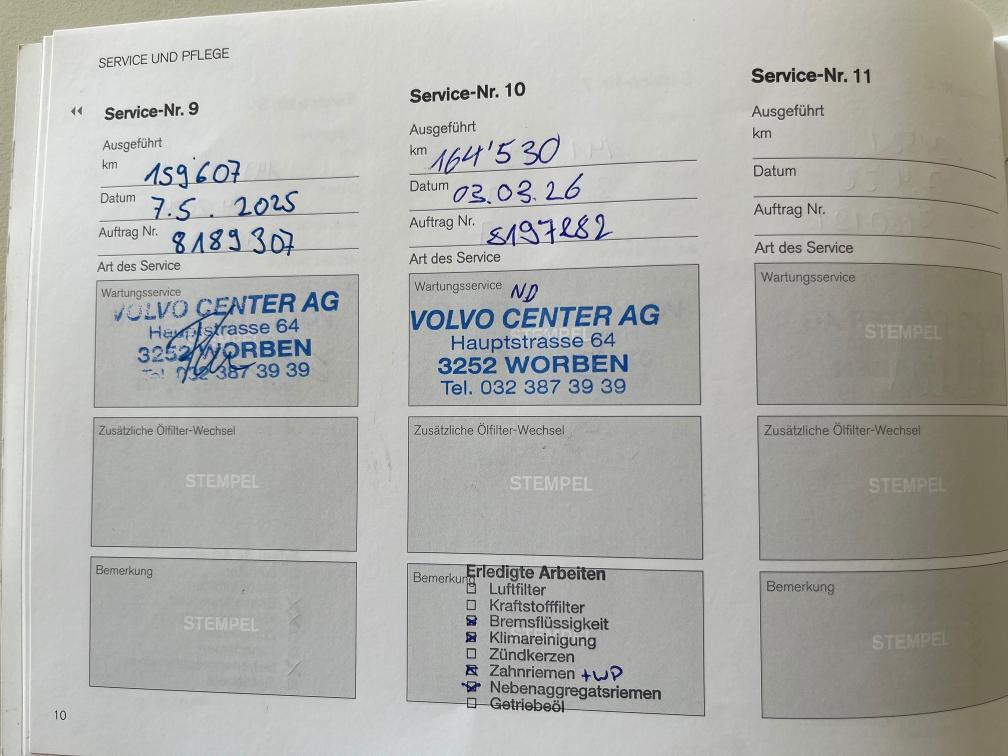 SERVICE UND PFLEGE
Service-Nr. 9
Ausgeführt
km 159'607
Datum 7.5. 2025
Auftrag Nr. 8189307
Art des Service
Wartungsservice
VOLVO CENTER AG
Hauptstrasse 64
3252 WORBEN
Tel. 032 387 39 39
Zusätzliche Ölfilter-Wechsel
STEMPEL
Bemerkung
STEMPEL
10
Service-Nr. 10
Ausgeführt
km 164'530
Datum 03.03.26
Auftrag Nr. 8197282
Art des Service
Wartungsservice ND
STEMPEL
VOLVO CENTER AG
Hauptstrasse 64
3252 WORBEN
Tel. 032 387 39 39
Zusätzliche Ölfilter-Wechsel
STEMPEL
Bemerkung
Erledigte Arbeiten
Luftfilter
Kraftstofffilter
Bremsflüssigkeit
Klimareinigung
Zündkerzen
Zahnriemen +WP
Nebenaggregatsriemen
Getriebeöl
Service-Nr. 11
Ausgeführt
km
Datum
Auftrag Nr.
Art des Service
Wartungsservice
STEMPEL
Zusätzliche Ölfilter-Wechsel
STEMPEL
Bemerkung
STEMPEL